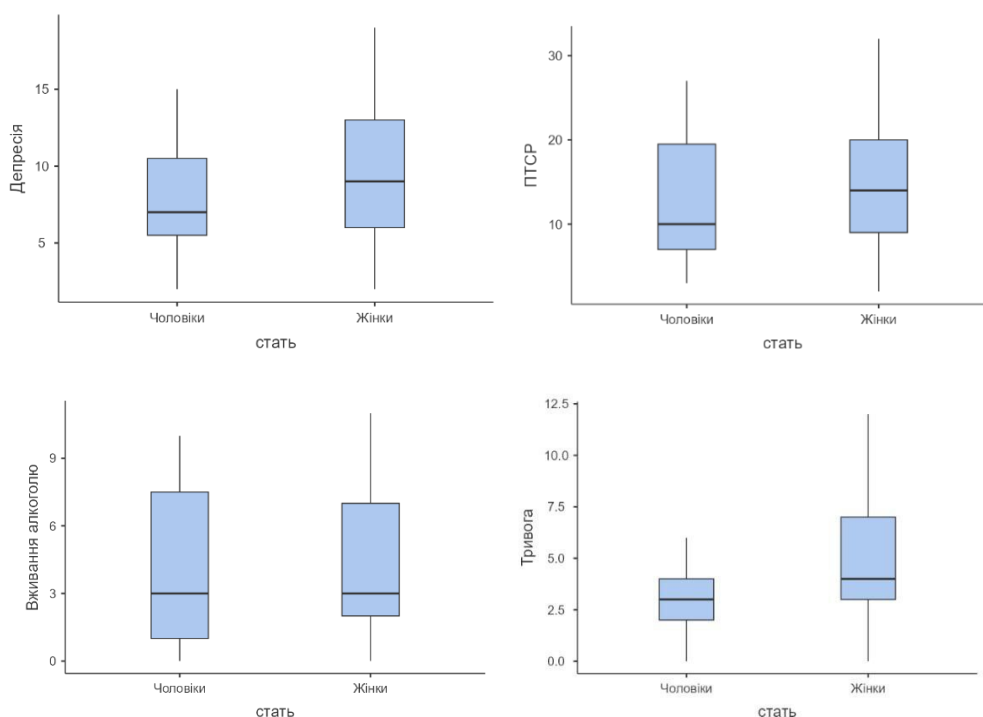 Депресія
15
10
5
Чоловіки
Жінки
стать
ПТСР
30
20
10
Чоловіки
Жінки
стать
Вживання алкоголю
9
6
3
0
Чоловіки
Жінки
стать
Тривога
12.5
10.0
7.5
5.0
2.5
0.0
Чоловіки
Жінки
стать